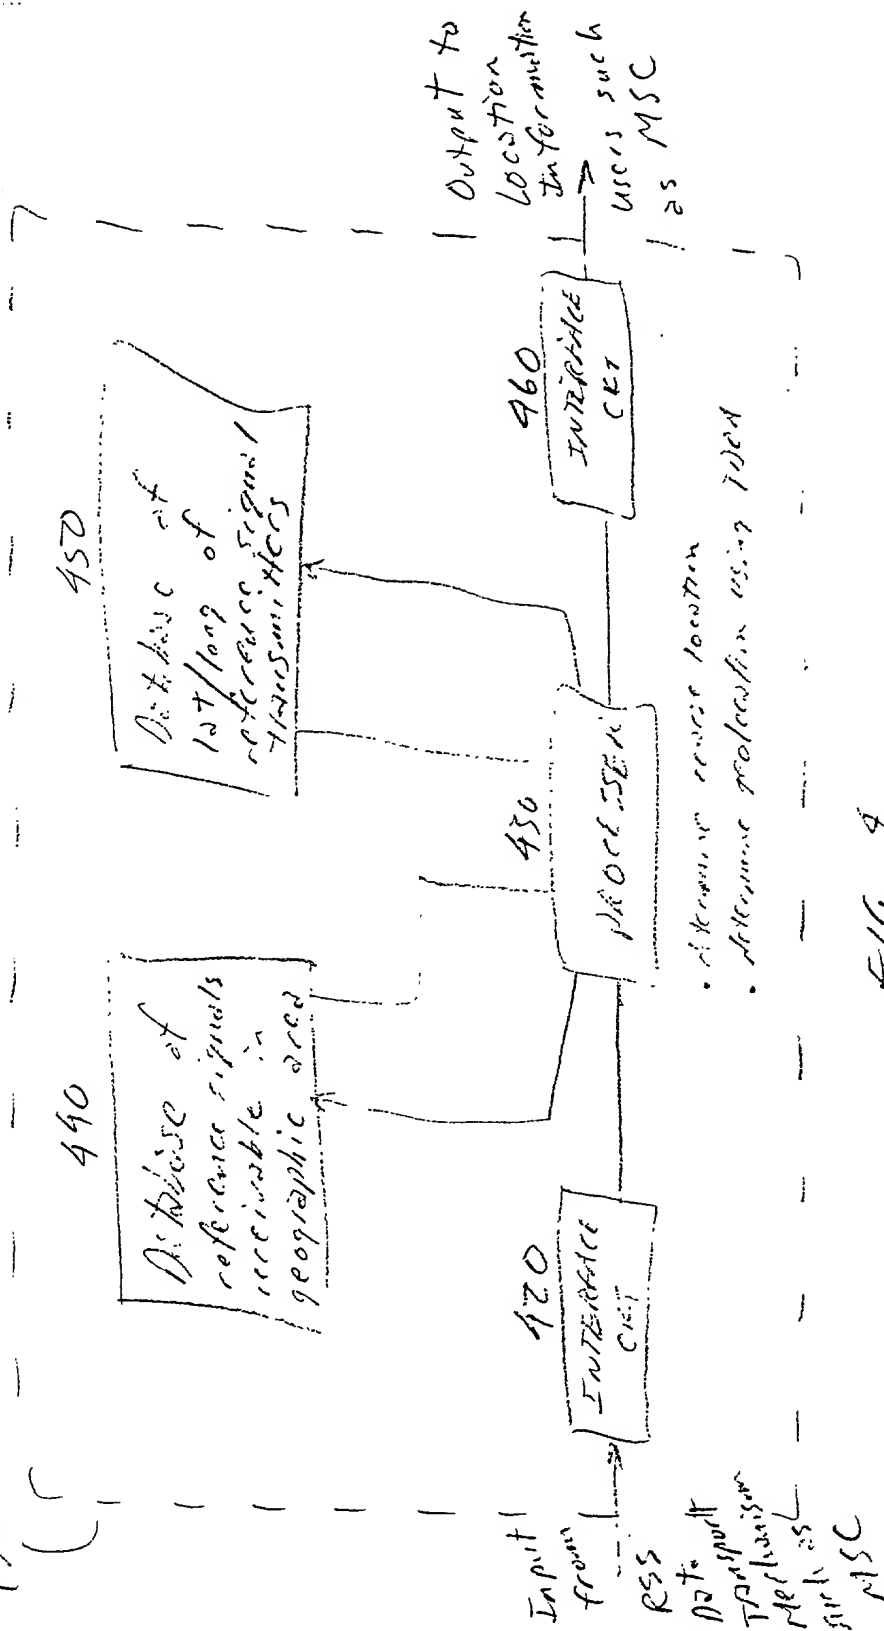 440
Database of
reference signals
receivable in
geographic area
450
Database of
lat/long of
reference signal
transmitters
Input
from
RSS
Data
Transport
Mechanism
such as
MSC
420
INTERFACE
CKT
430
PROCESSER
460
INTERFACE
CKT
Output to
Location
Information
users such
as MSC
• determine coarse location
• determine geolocation using TDOA
FIG. 4